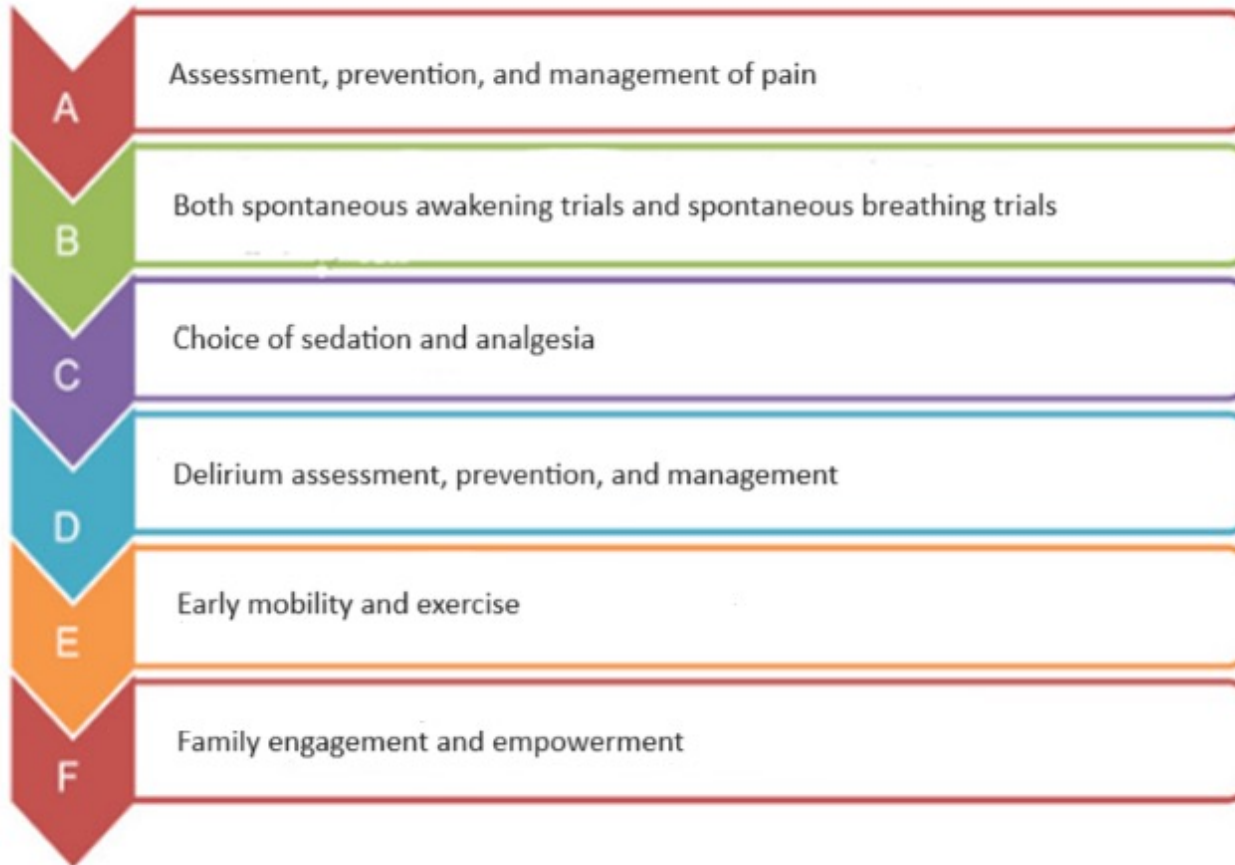 A
Assessment, prevention, and management of pain
B
Both spontaneous awakening trials and spontaneous breathing trials
C
Choice of sedation and analgesia
D
Delirium assessment, prevention, and management
E
Early mobility and exercise
F
Family engagement and empowerment